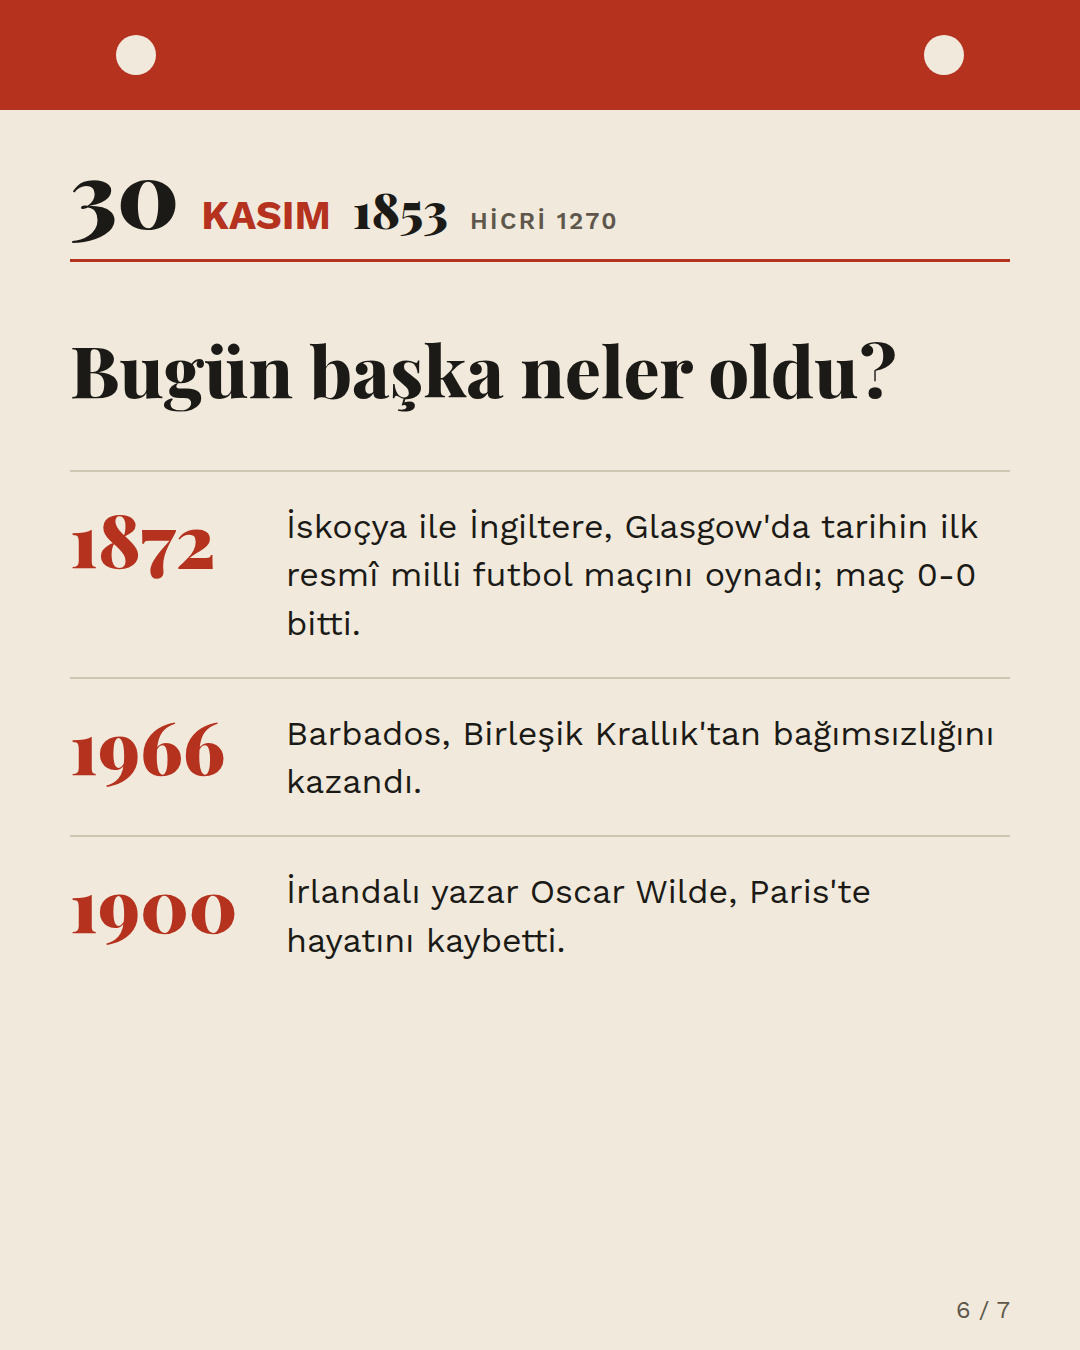 30 KASIM 1853 HİCRİ 1270
Bugün başka neler oldu?
1872
İskoçya ile İngiltere, Glasgow'da tarihin ilk
resmî milli futbol maçını oynadı; maç 0-0
bitti.
1966
Barbados, Birleşik Krallık'tan bağımsızlığını
kazandı.
1900
İrlandalı yazar Oscar Wilde, Paris'te
hayatını kaybetti.
6 / 7